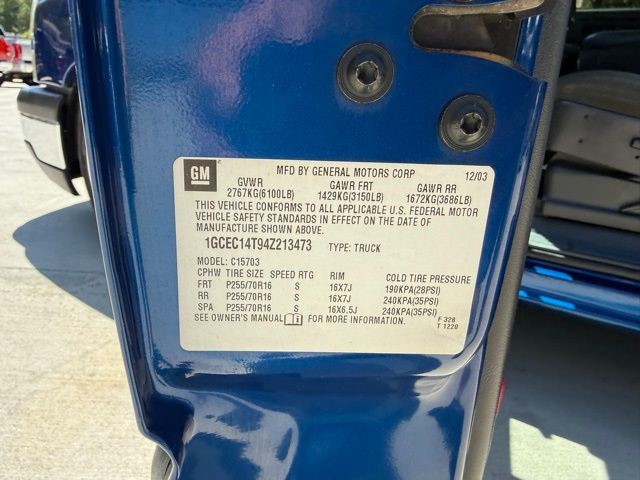 GM
MFD BY GENERAL MOTORS CORP 12/03
GVWR GAWR FRT GAWR RR
2767KG(6100LB) 1429KG(3150LB) 1672KG(3686LB)
THIS VEHICLE CONFORMS TO ALL APPLICABLE U.S. FEDERAL MOTOR
VEHICLE SAFETY STANDARDS IN EFFECT ON THE DATE OF
MANUFACTURE SHOWN ABOVE.
1GCEC14T94Z213473 TYPE: TRUCK
MODEL: C15703
CPHW TIRE SIZE SPEED RTG RIM COLD TIRE PRESSURE
FRT P255/70R16 S 16X7J 190KPA(28PSI)
RR P255/70R16 S 16X7J 240KPA(35PSI)
SPA P255/70R16 S 16X6.5J 240KPA(35PSI)
SEE OWNER'S MANUAL FOR MORE INFORMATION. F 328
T 1220